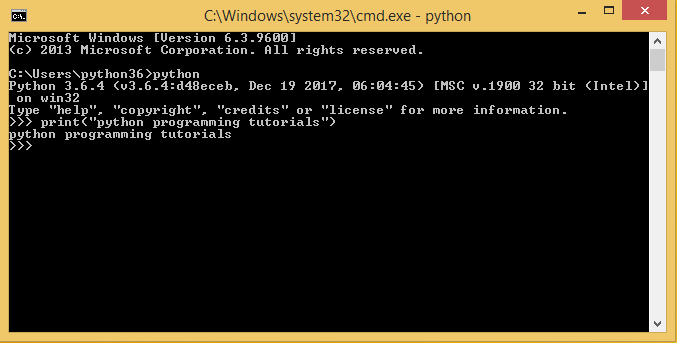 C:\Windows\system32\cmd.exe - python
Microsoft Windows [Version 6.3.9600]
(c) 2013 Microsoft Corporation. All rights reserved.
C:\Users\python36>python
Python 3.6.4 (v3.6.4:d48eceb, Dec 19 2017, 06:04:45) [MSC v.1900 32 bit (Intel)]
 on win32
Type "help", "copyright", "credits" or "license" for more information.
>>> print("python programming tutorials")
python programming tutorials
>>>